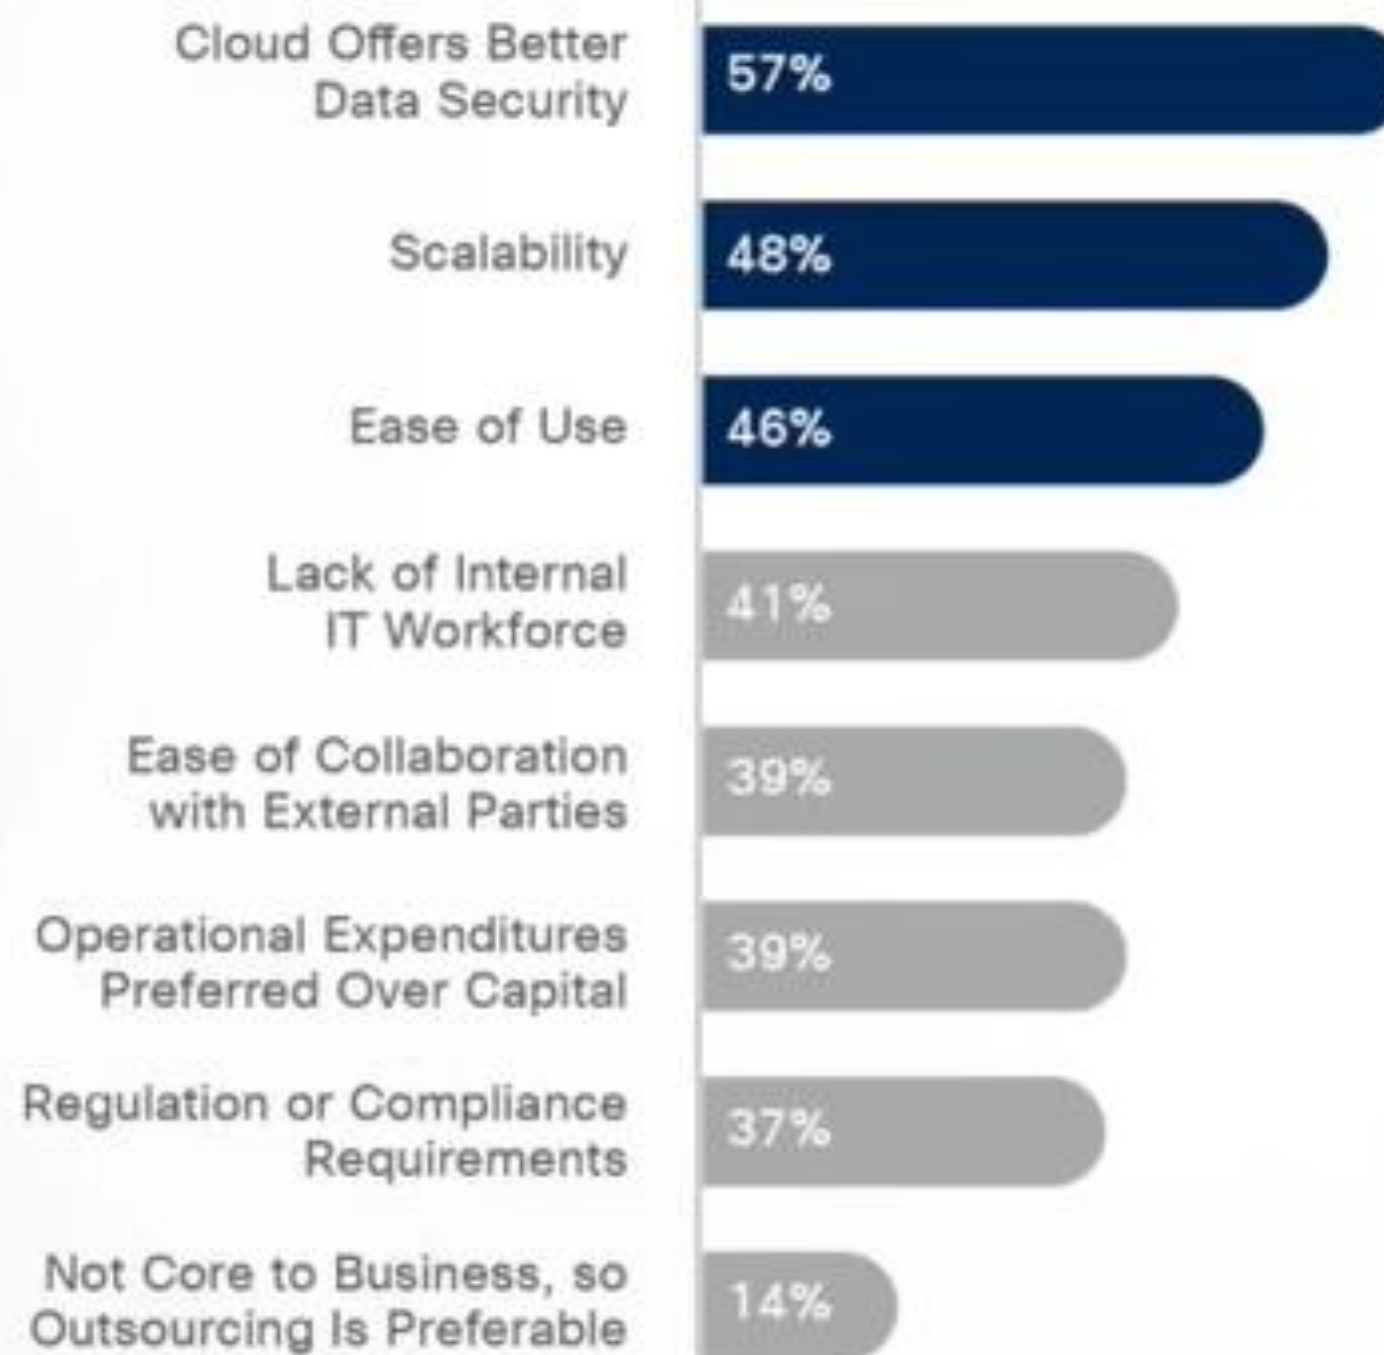 Cloud Offers Better
Data Security
57%
Scalability
48%
Ease of Use
46%
Lack of Internal
IT Workforce
41%
Ease of Collaboration
with External Parties
39%
Operational Expenditures
Preferred Over Capital
39%
Regulation or Compliance
Requirements
37%
Not Core to Business, so
Outsourcing Is Preferable
14%